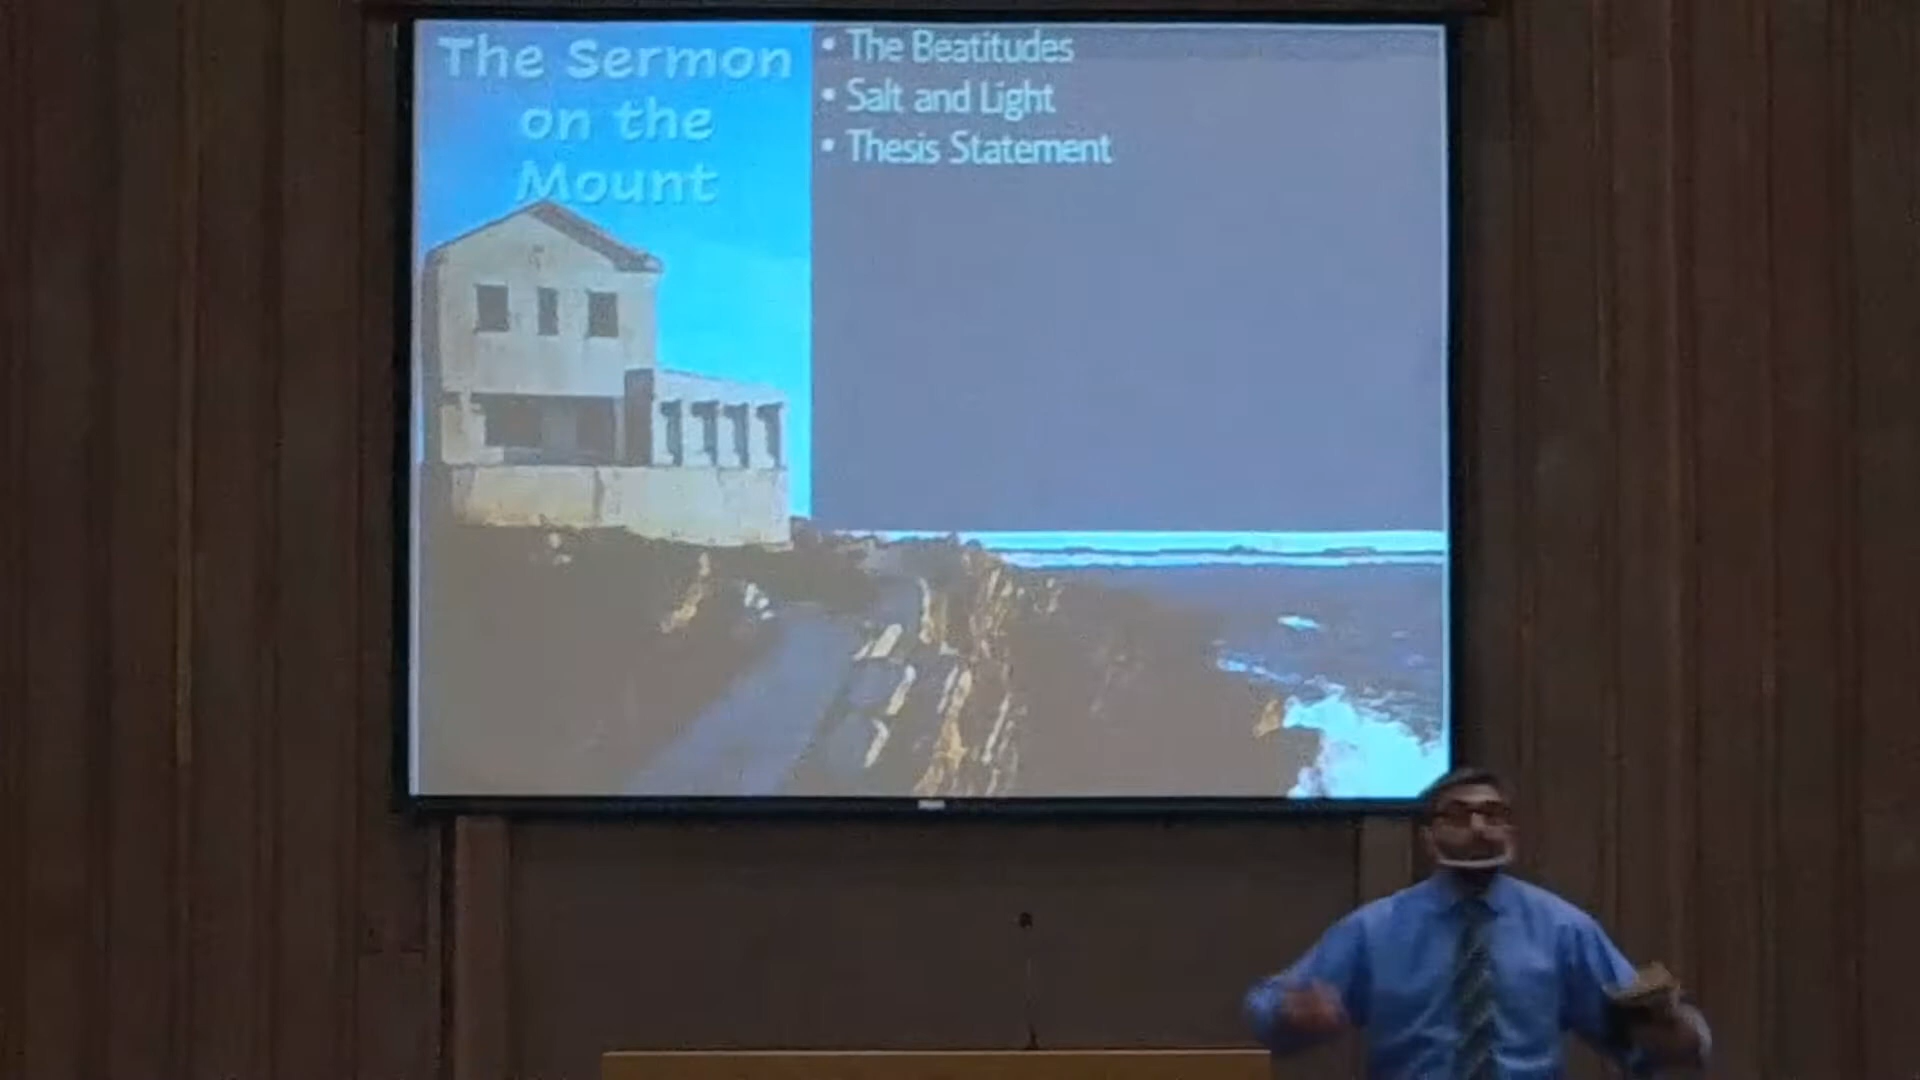 The Sermon
on the
Mount
• The Beatitudes
• Salt and Light
• Thesis Statement